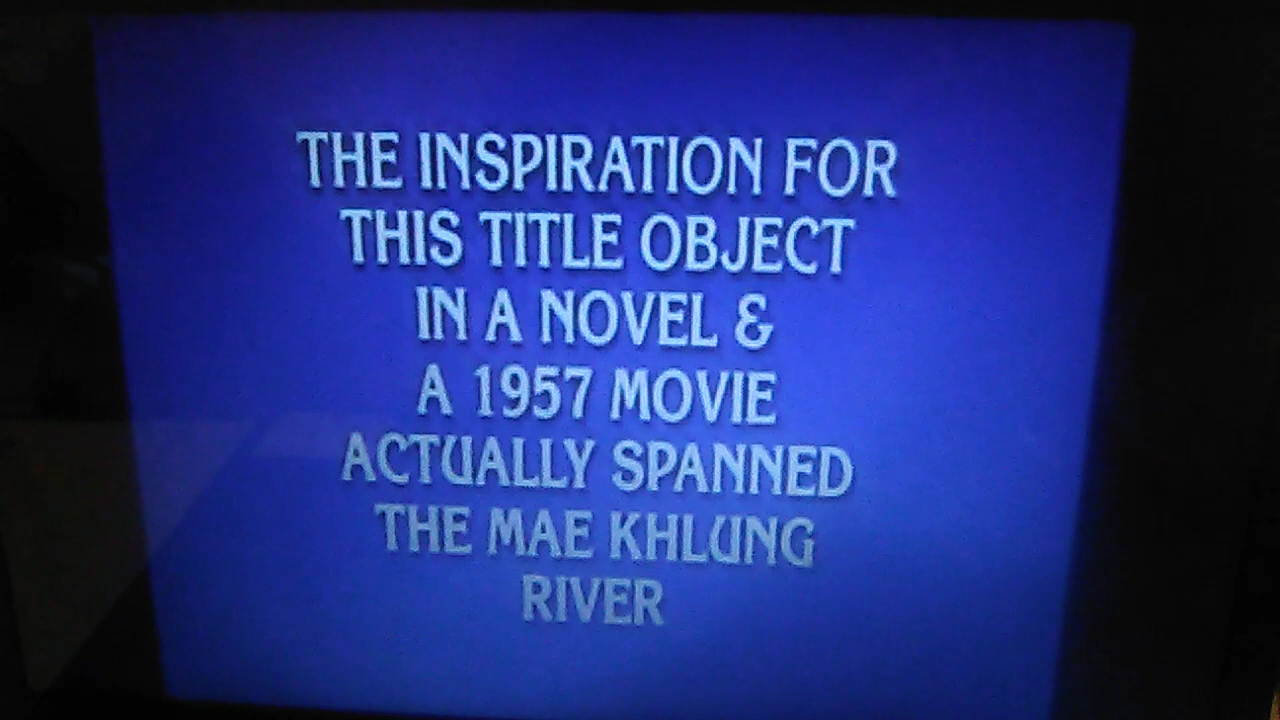 THE INSPIRATION FOR
THIS TITLE OBJECT
IN A NOVEL &
A 1957 MOVIE
ACTUALLY SPANNED
THE MAE KHLUNG
RIVER